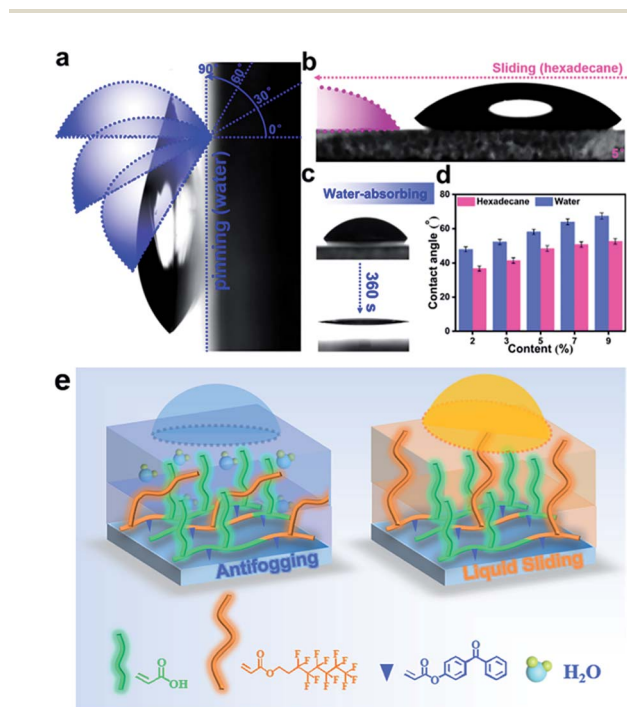 a
90°
60°
30°
0°
pinning (water)
b
Sliding (hexadecane)
5°
c
Water-absorbing
360 s
d
Hexadecane
Water
Contact angle (°)
80
60
40
20
0
2
3
5
7
9
Content (%)
e
Antifogging
Liquid Sliding
OH
O
O
F F F F F F
F F F F F F F
O
O
O
H₂O